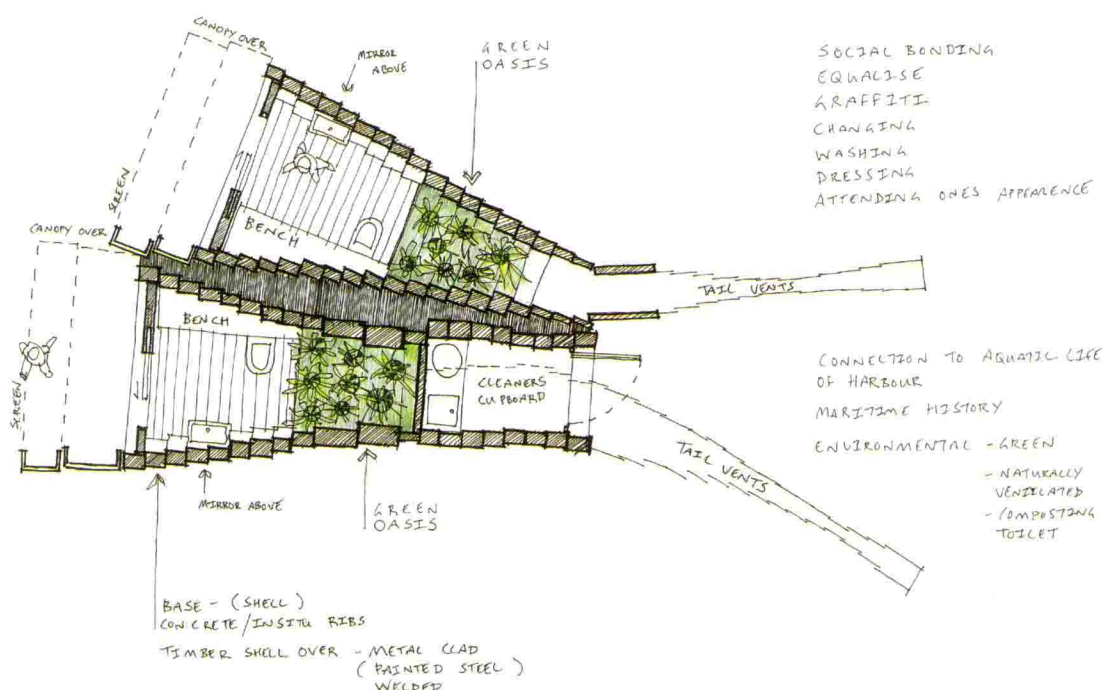 CANOPY OVER
MIRROR
ABOVE
GREEN
OASIS
SCREEN
BENCH
TAIL VENTS
CANOPY OVER
SCREEN
BENCH
CLEANERS
CUPBOARD
TAIL VENTS
MIRROR ABOVE
GREEN
OASIS
BASE - (SHELL)
CONCRETE/INSITU RIBS
TIMBER SHELL OVER - METAL CLAD
(PAINTED STEEL)
WELDED
SOCIAL BONDING
EQUALISE
GRAFFITI
CHANGING
WASHING
DRESSING
ATTENDING ONES APPEARENCE
CONNECTION TO AQUATIC LIFE
OF HARBOUR
MARITIME HISTORY
ENVIRONMENTAL - GREEN
- NATURALLY
VENTILATED
- COMPOSTING
TOILET